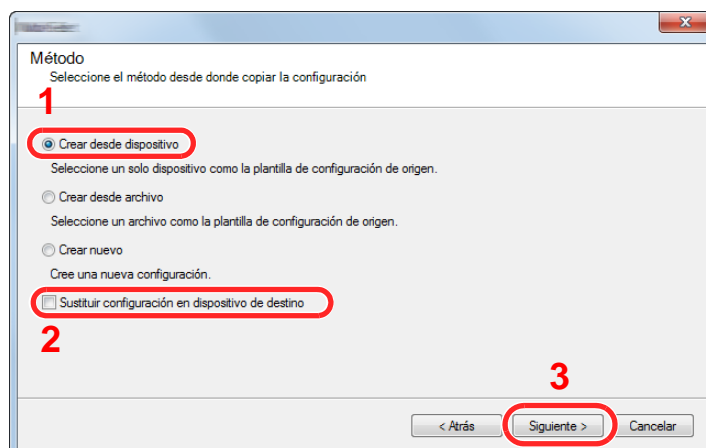 Método
Seleccione el método desde donde copiar la configuración
1
Crear desde dispositivo
Seleccione un solo dispositivo como la plantilla de configuración de origen.
Crear desde archivo
Seleccione un archivo como la plantilla de configuración de origen.
Crear nuevo
Cree una nueva configuración.
Sustituir configuración en dispositivo de destino
2
3
< Atrás
Siguiente >
Cancelar